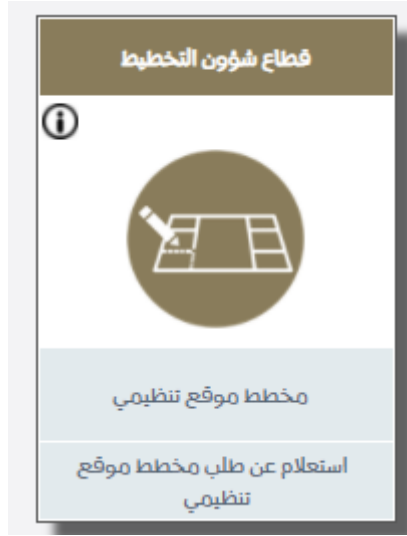 قطاع شؤون التخطيط
مخطط موقع تنظيمي
استعلام عن طلب مخطط موقع
تنظيمي